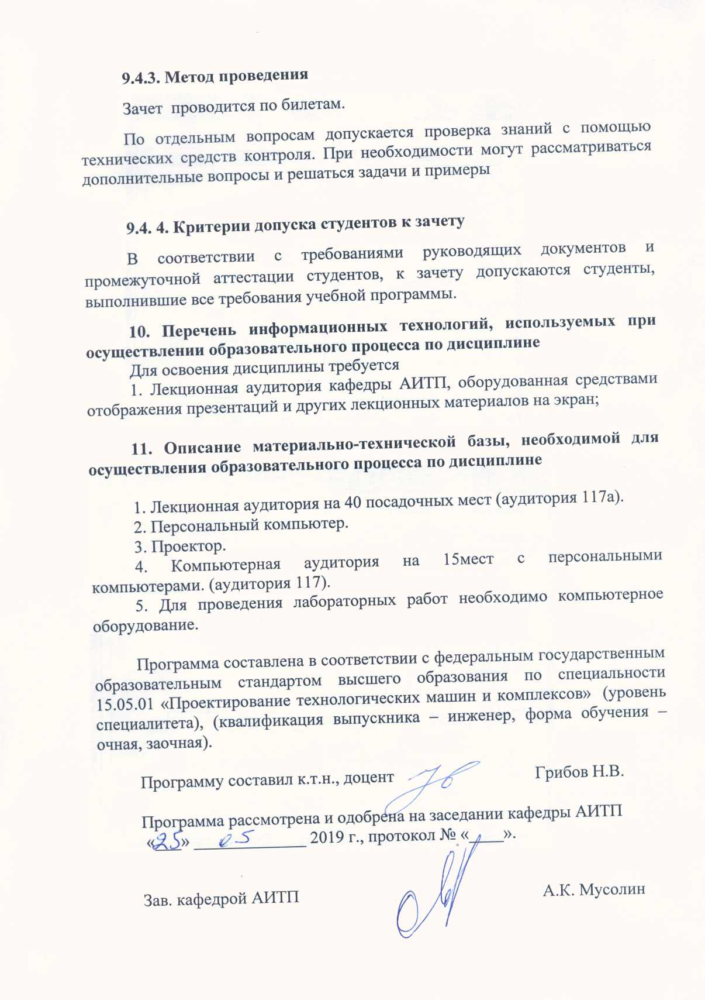 9.4.3. Метод проведения
Зачет проводится по билетам.
По отдельным вопросам допускается проверка знаний с помощью
технических средств контроля. При необходимости могут рассматриваться
дополнительные вопросы и решаться задачи и примеры
9.4. 4. Критерии допуска студентов к зачету
В соответствии с требованиями руководящих документов и
промежуточной аттестации студентов, к зачету допускаются студенты,
выполнившие все требования учебной программы.
10. Перечень информационных технологий, используемых при
осуществлении образовательного процесса по дисциплине
Для освоения дисциплины требуется
1. Лекционная аудитория кафедры АИТП, оборудованная средствами
отображения презентаций и других лекционных материалов на экран;
11. Описание материально-технической базы, необходимой для
осуществления образовательного процесса по дисциплине
1. Лекционная аудитория на 40 посадочных мест (аудитория 117а).
2. Персональный компьютер.
3. Проектор.
4. Компьютерная аудитория на 15мест с персональными
компьютерами. (аудитория 117).
5. Для проведения лабораторных работ необходимо компьютерное
оборудование.
Программа составлена в соответствии с федеральным государственным
образовательным стандартом высшего образования по специальности
15.05.01 «Проектирование технологических машин и комплексов» (уровень
специалитета), (квалификация выпускника – инженер, форма обучения –
очная, заочная).
Программу составил к.т.н., доцент Грибов Н.В.
Программа рассмотрена и одобрена на заседании кафедры АИТП
«25» 05 2019 г., протокол № «____».
Зав. кафедрой АИТП А.К. Мусолин